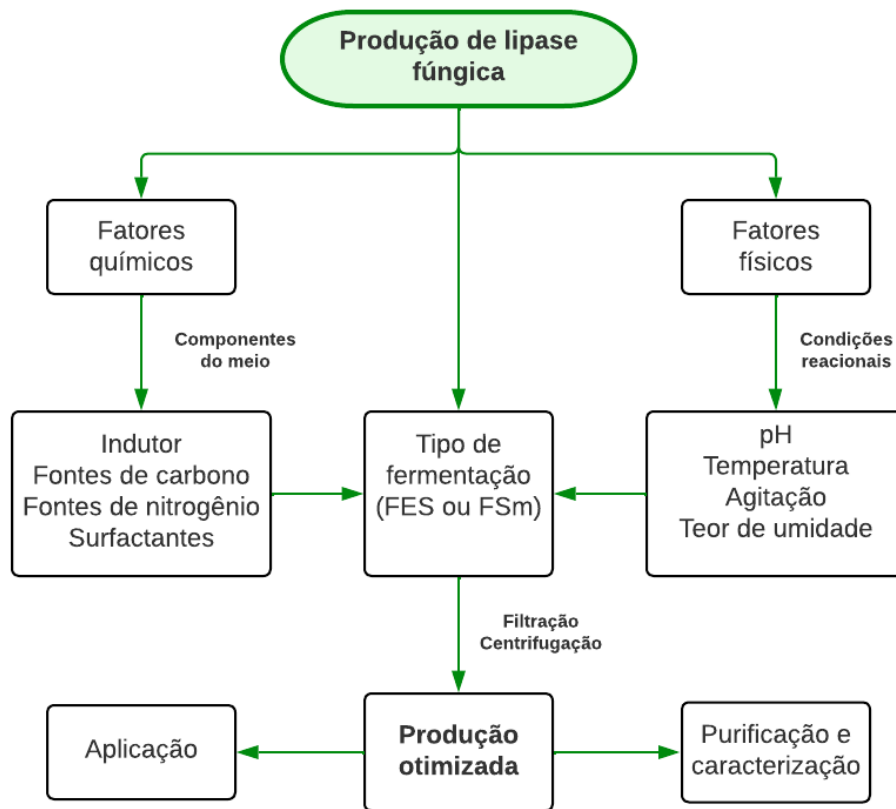 Produção de lipase
fúngica
Fatores
químicos
Fatores
físicos
Componentes
do meio
Condições
reacionais
Indutor
Fontes de carbono
Fontes de nitrogênio
Surfactantes
Tipo de
fermentação
(FES ou FSm)
pH
Temperatura
Agitação
Teor de umidade
Filtração
Centrifugação
Aplicação
Produção
otimizada
Purificação e
caracterização